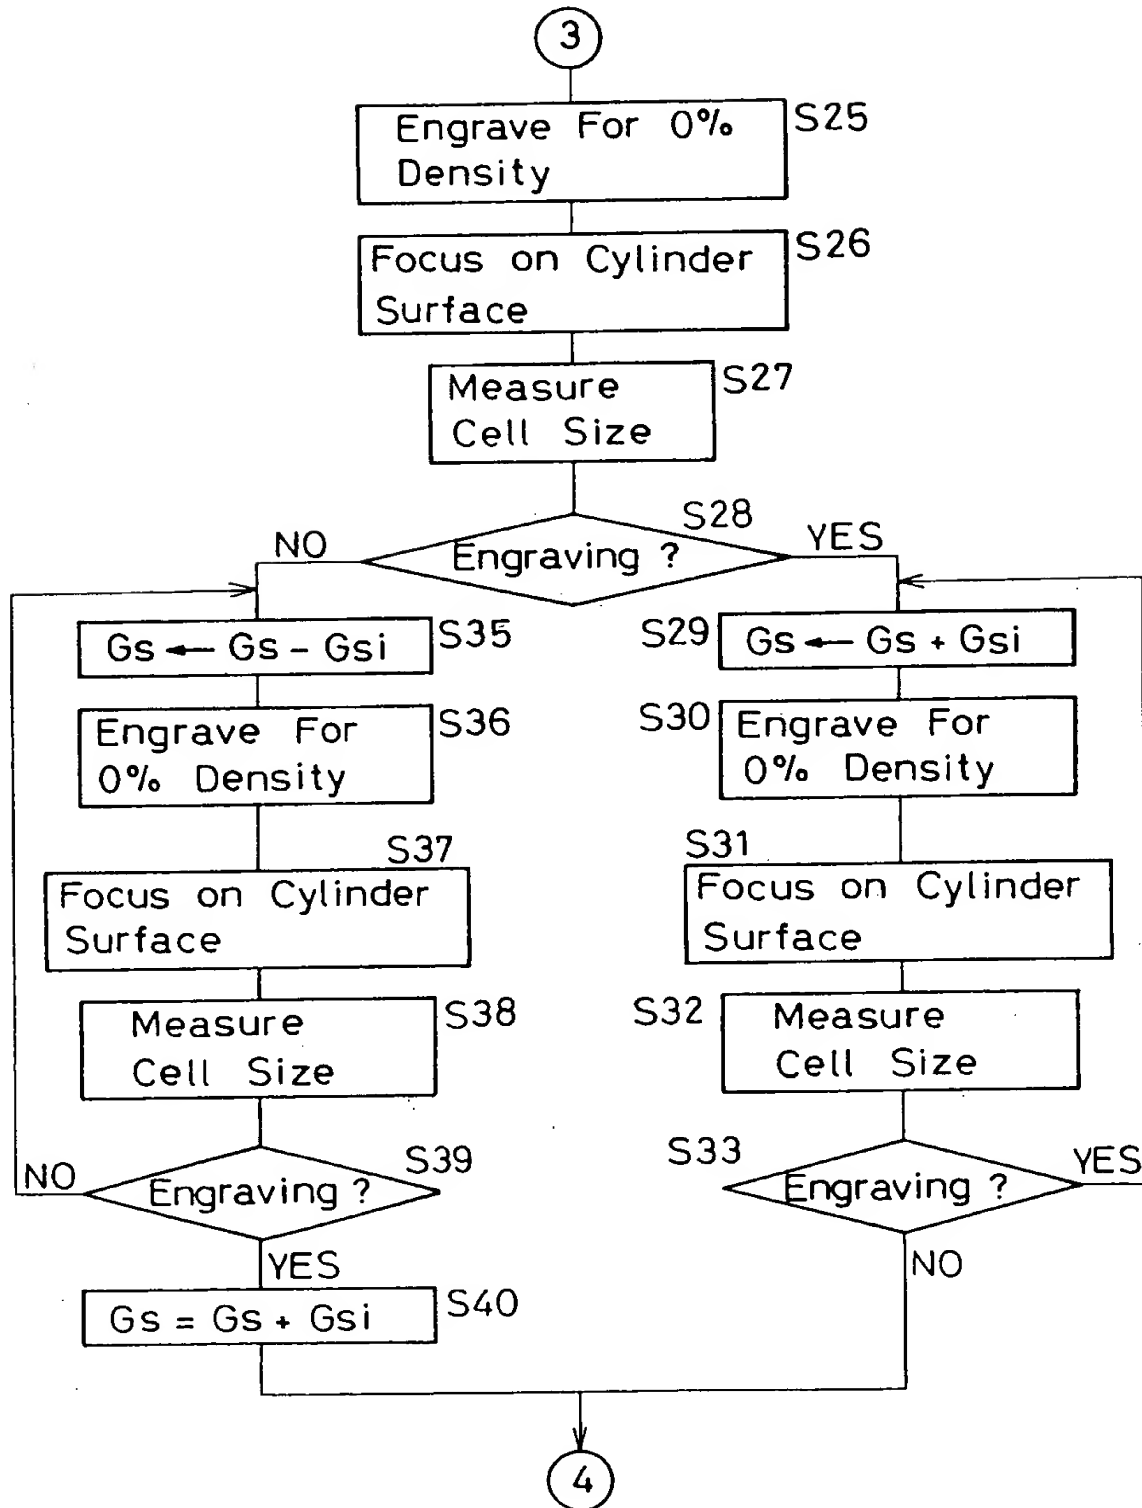 3
Engrave For 0%
Density
S25
Focus on Cylinder
Surface
S26
Measure
Cell Size
S27
Engraving ?
S28
NO
YES
Gs ← Gs - Gsi
S35
Engrave For
0% Density
S36
S37
Focus on Cylinder
Surface
Measure
Cell Size
S38
Engraving ?
S39
NO
YES
Gs = Gs + Gsi
S40
S29
Gs ← Gs + Gsi
S30
Engrave For
0% Density
S31
Focus on Cylinder
Surface
S32
Measure
Cell Size
S33
Engraving ?
YES
NO
4